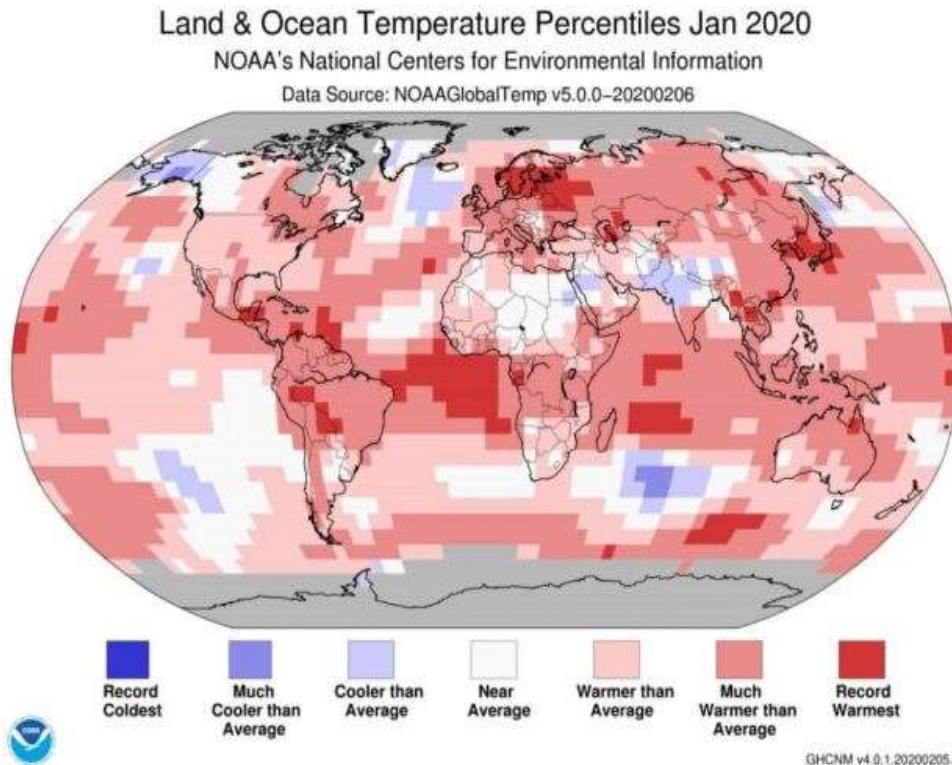 Land & Ocean Temperature Percentiles Jan 2020
NOAA's National Centers for Environmental Information
Data Source: NOAAGlobalTemp v5.0.0–20200206
Record
Coldest
Much
Cooler than
Average
Cooler than
Average
Near
Average
Warmer than
Average
Much
Warmer than
Average
Record
Warmest
NOAA
GHCNM v4.0.1.20200205